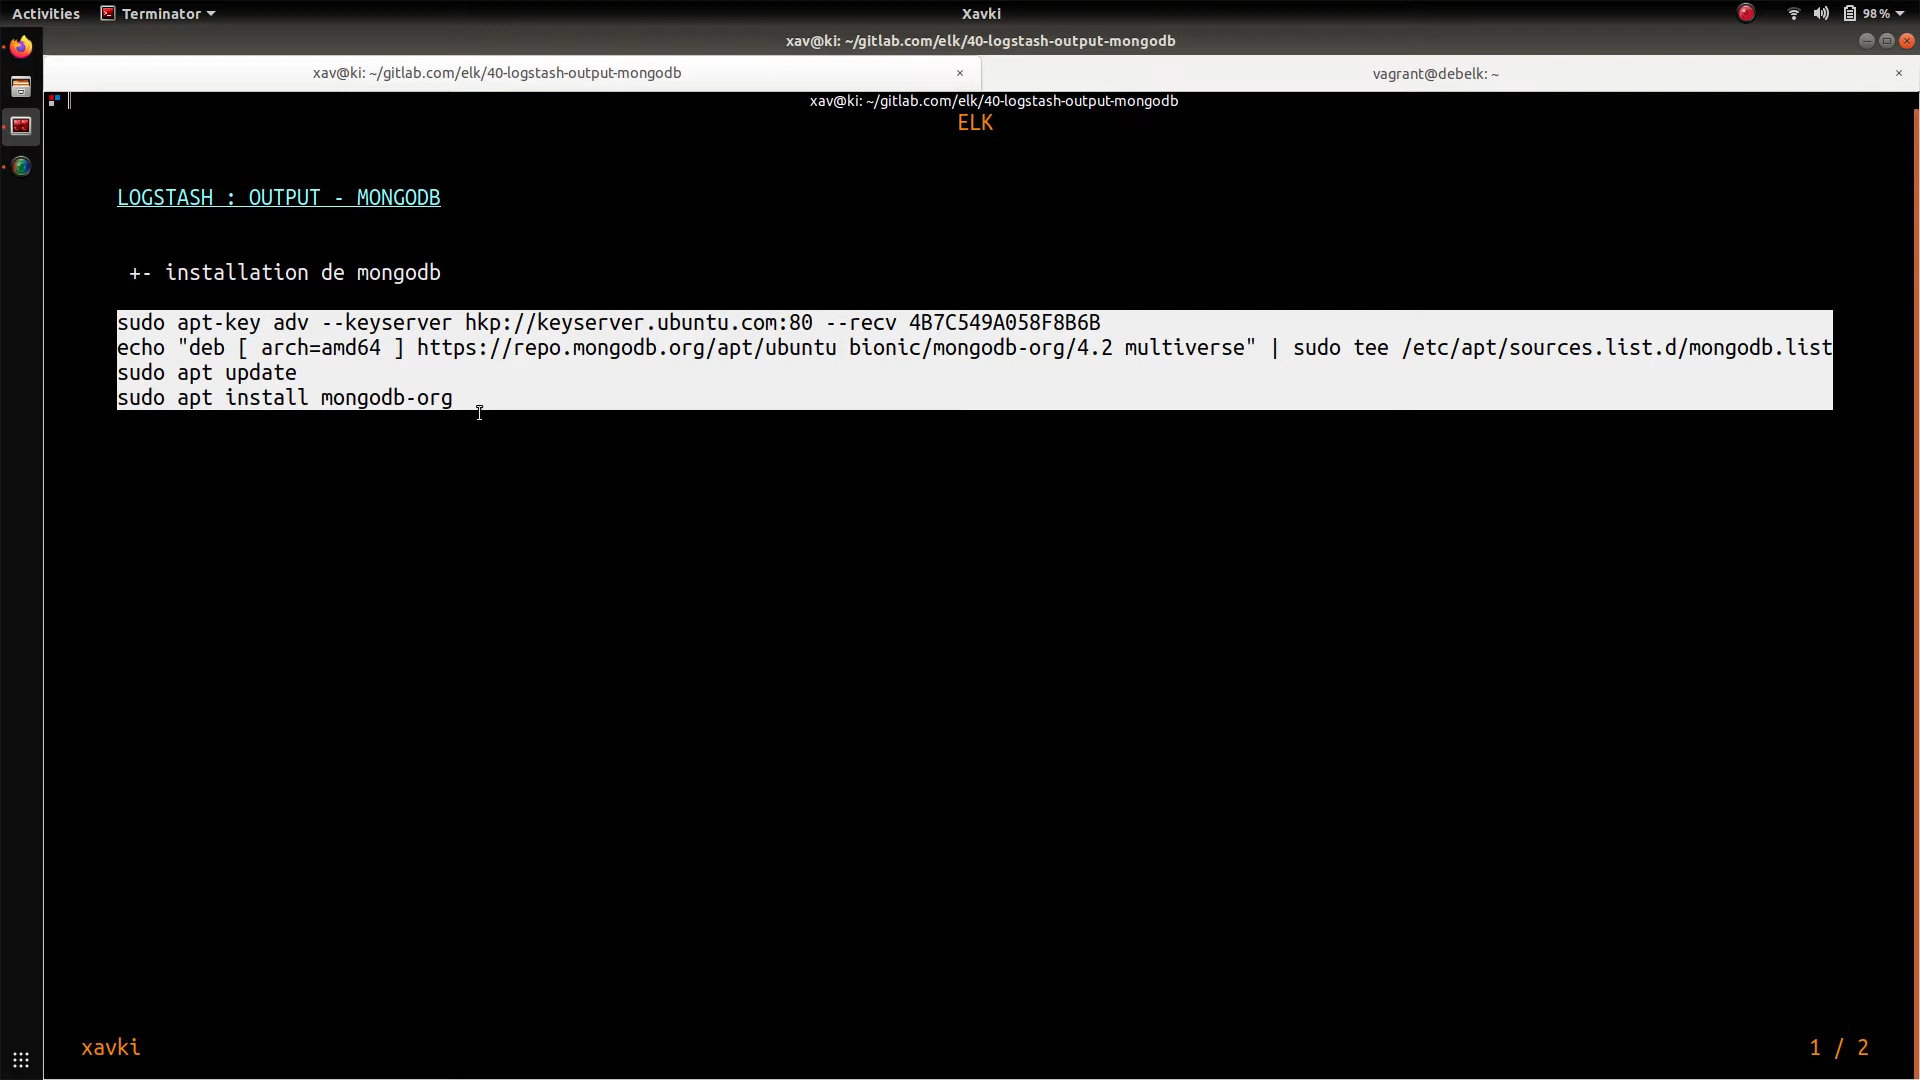 Activities Terminator Xavki 98%
xav@ki: ~/gitlab.com/elk/40-logstash-output-mongodb
xav@ki: ~/gitlab.com/elk/40-logstash-output-mongodb × vagrant@debelk: ~ ×
xav@ki: ~/gitlab.com/elk/40-logstash-output-mongodb
ELK
LOGSTASH : OUTPUT - MONGODB
+- installation de mongodb
sudo apt-key adv --keyserver hkp://keyserver.ubuntu.com:80 --recv 4B7C549A058F8B6B
echo "deb [ arch=amd64 ] https://repo.mongodb.org/apt/ubuntu bionic/mongodb-org/4.2 multiverse" | sudo tee /etc/apt/sources.list.d/mongodb.list
sudo apt update
sudo apt install mongodb-org
xavki 1 / 2